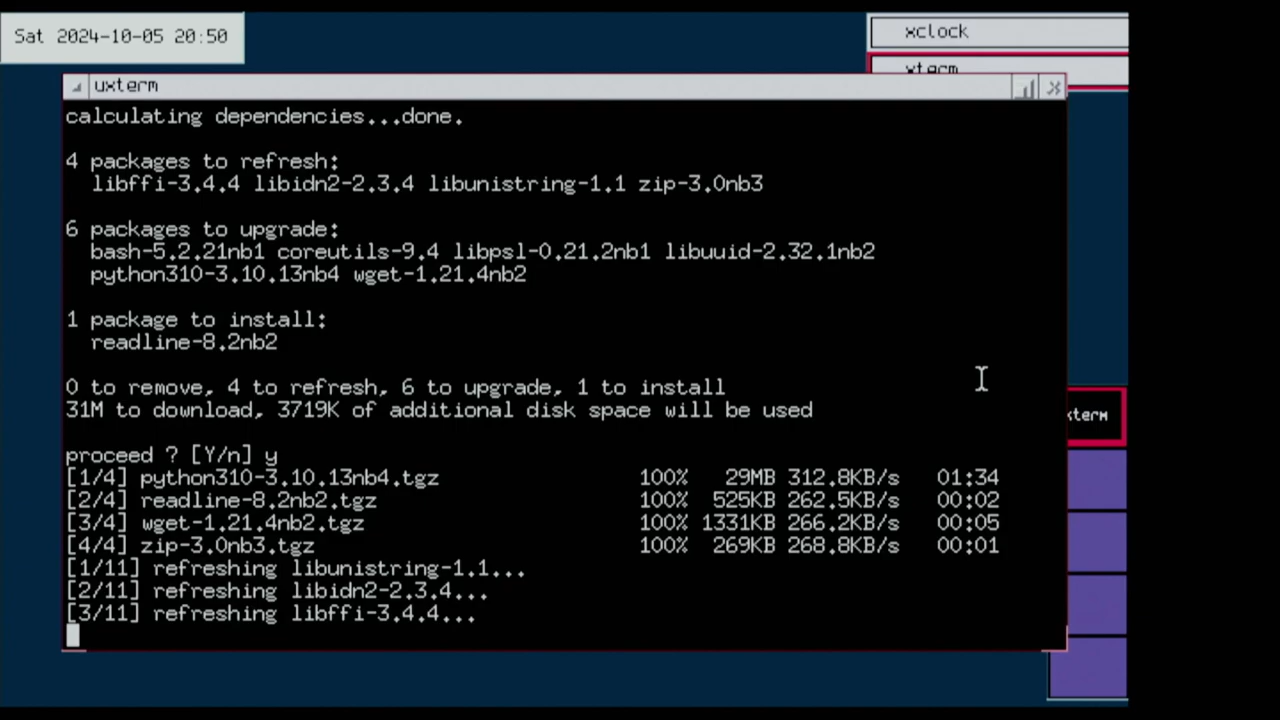 Sat 2024-10-05 20:50
xclock
xterm
uxterm
calculating dependencies...done.
4 packages to refresh:
libffi-3.4.4 libidn2-2.3.4 libunistring-1.1 zip-3.0nb3
6 packages to upgrade:
bash-5.2.21nb1 coreutils-9.4 libpsl-0.21.2nb1 libuuid-2.32.1nb2
python310-3.10.13nb4 wget-1.21.4nb2
1 package to install:
readline-8.2nb2
0 to remove, 4 to refresh, 6 to upgrade, 1 to install
31M to download, 3719K of additional disk space will be used
proceed ? [Y/n] y
[1/4] python310-3.10.13nb4.tgz 100% 29MB 312.8KB/s 01:34
[2/4] readline-8.2nb2.tgz 100% 525KB 262.5KB/s 00:02
[3/4] wget-1.21.4nb2.tgz 100% 1331KB 266.2KB/s 00:05
[4/4] zip-3.0nb3.tgz 100% 269KB 268.8KB/s 00:01
[1/11] refreshing libunistring-1.1...
[2/11] refreshing libidn2-2.3.4...
[3/11] refreshing libffi-3.4.4...
xterm